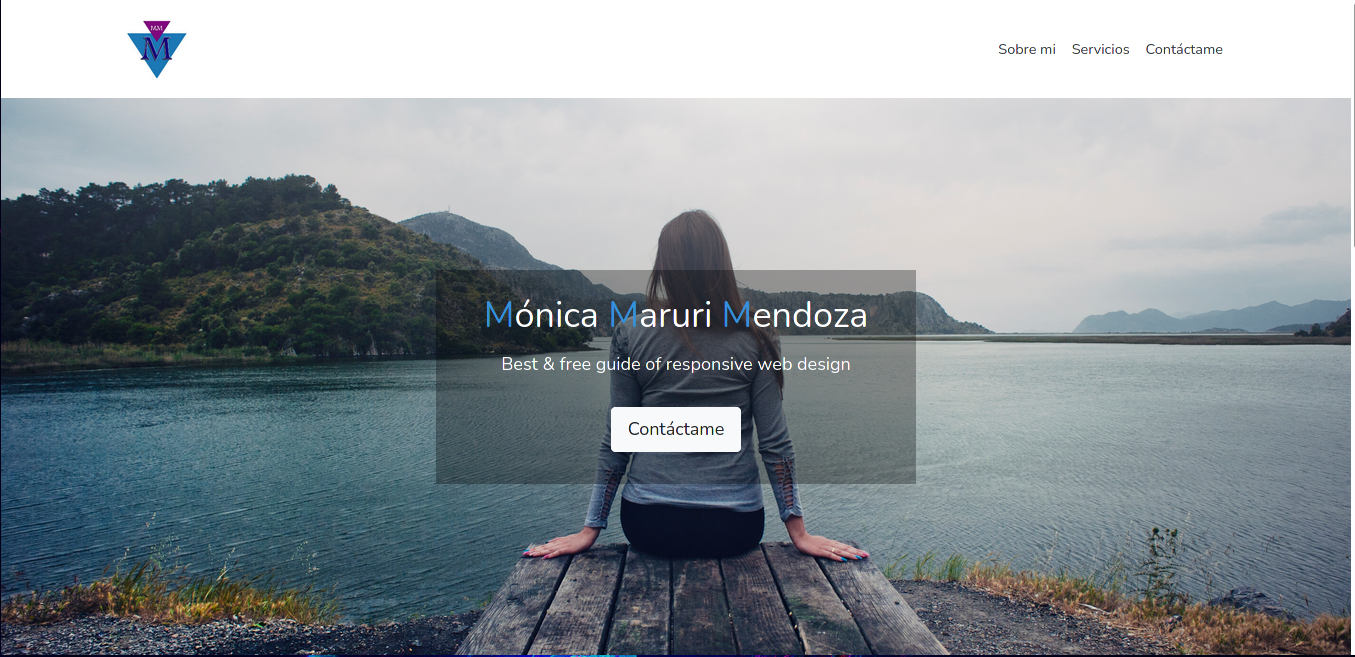 MM
M
Sobre mi Servicios Contáctame
Mónica Maruri Mendoza
Best & free guide of responsive web design
Contáctame